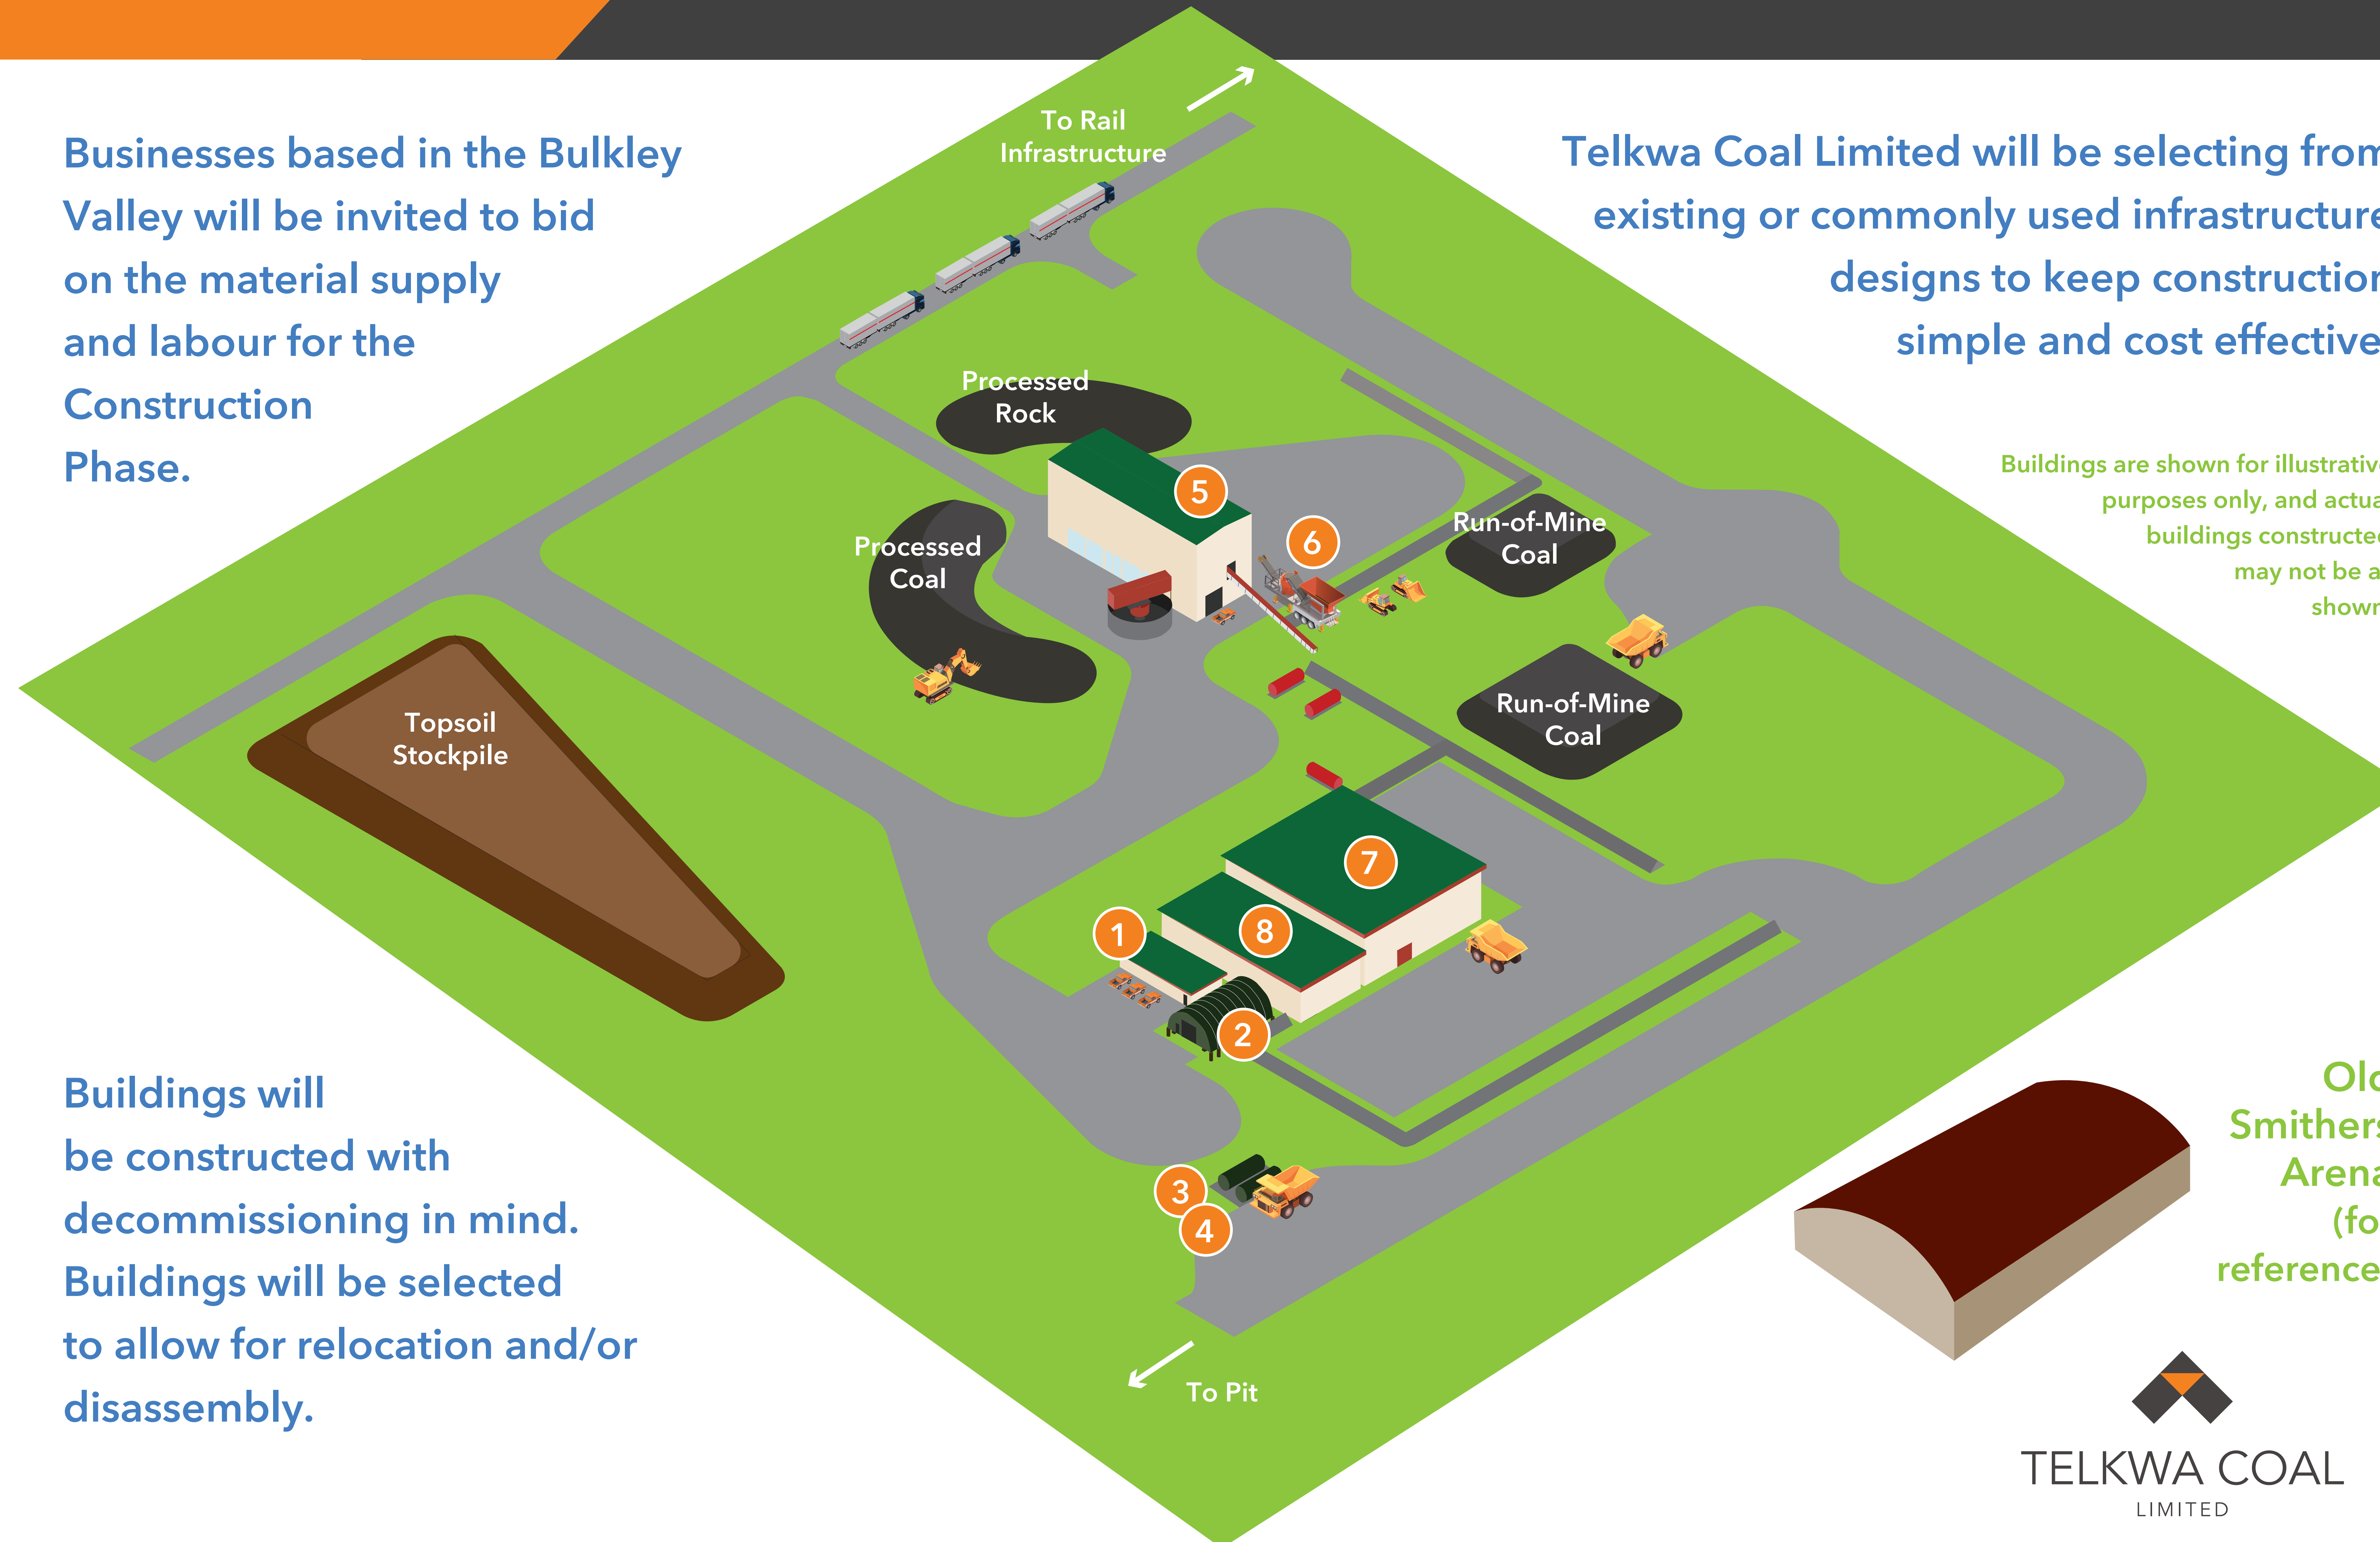 Businesses based in the Bulkley
Valley will be invited to bid
on the material supply
and labour for the
Construction
Phase.
Telkwa Coal Limited will be selecting from
existing or commonly used infrastructure
designs to keep construction
simple and cost effective
Buildings are shown for illustrative
purposes only, and actual
buildings constructed
may not be as
shown
To Rail
Infrastructure
Processed
Rock
5
6
Run-of-Mine
Coal
Processed
Coal
Run-of-Mine
Coal
Topsoil
Stockpile
7
1
8
2
3
4
To Pit
Buildings will
be constructed with
decommissioning in mind.
Buildings will be selected
to allow for relocation and/or
disassembly.
Old
Smithers
Arena
(for
reference
TELKWA COAL
LIMITED